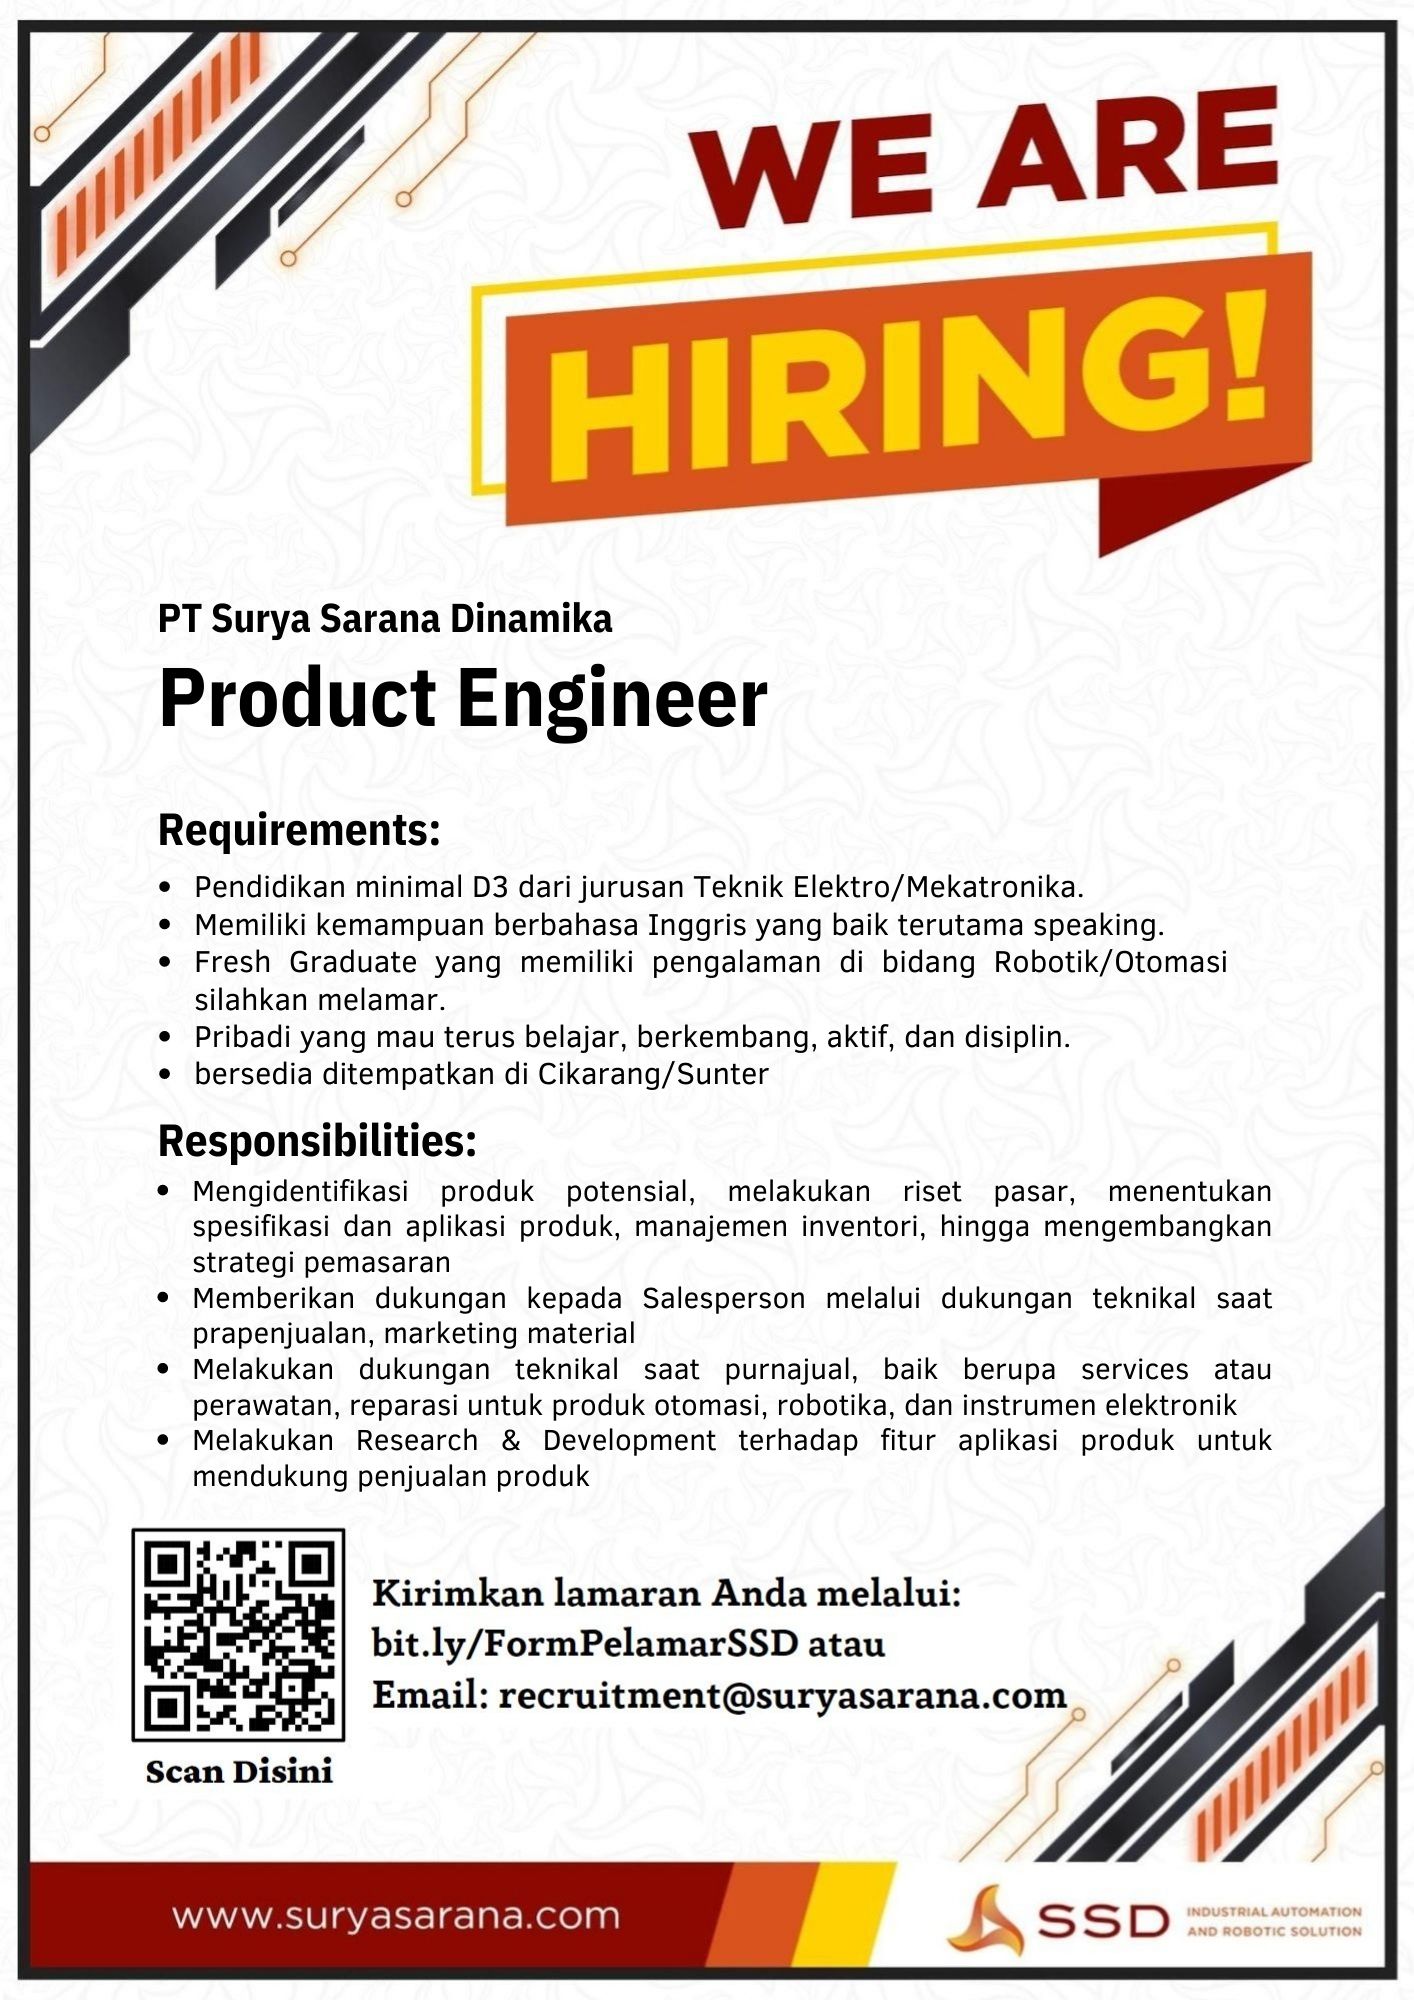 WE ARE
HIRING!
PT Surya Sarana Dinamika
Product Engineer
Requirements:
• Pendidikan minimal D3 dari jurusan Teknik Elektro/Mekatronika.
• Memiliki kemampuan berbahasa Inggris yang baik terutama speaking.
• Fresh Graduate yang memiliki pengalaman di bidang Robotik/Otomasi
silahkan melamar.
• Pribadi yang mau terus belajar, berkembang, aktif, dan disiplin.
• bersedia ditempatkan di Cikarang/Sunter
Responsibilities:
• Mengidentifikasi produk potensial, melakukan riset pasar, menentukan
spesifikasi dan aplikasi produk, manajemen inventori, hingga mengembangkan
strategi pemasaran
• Memberikan dukungan kepada Salesperson melalui dukungan teknikal saat
prapenjualan, marketing material
• Melakukan dukungan teknikal saat purnajual, baik berupa services atau
perawatan, reparasi untuk produk otomasi, robotika, dan instrumen elektronik
• Melakukan Research & Development terhadap fitur aplikasi produk untuk
mendukung penjualan produk
Kirimkan lamaran Anda melalui:
bit.ly/FormPelamarSSD atau
Email: recruitment@suryasarana.com
Scan Disini
www.suryasarana.com
SSD
INDUSTRIAL AUTOMATION
AND ROBOTIC SOLUTION